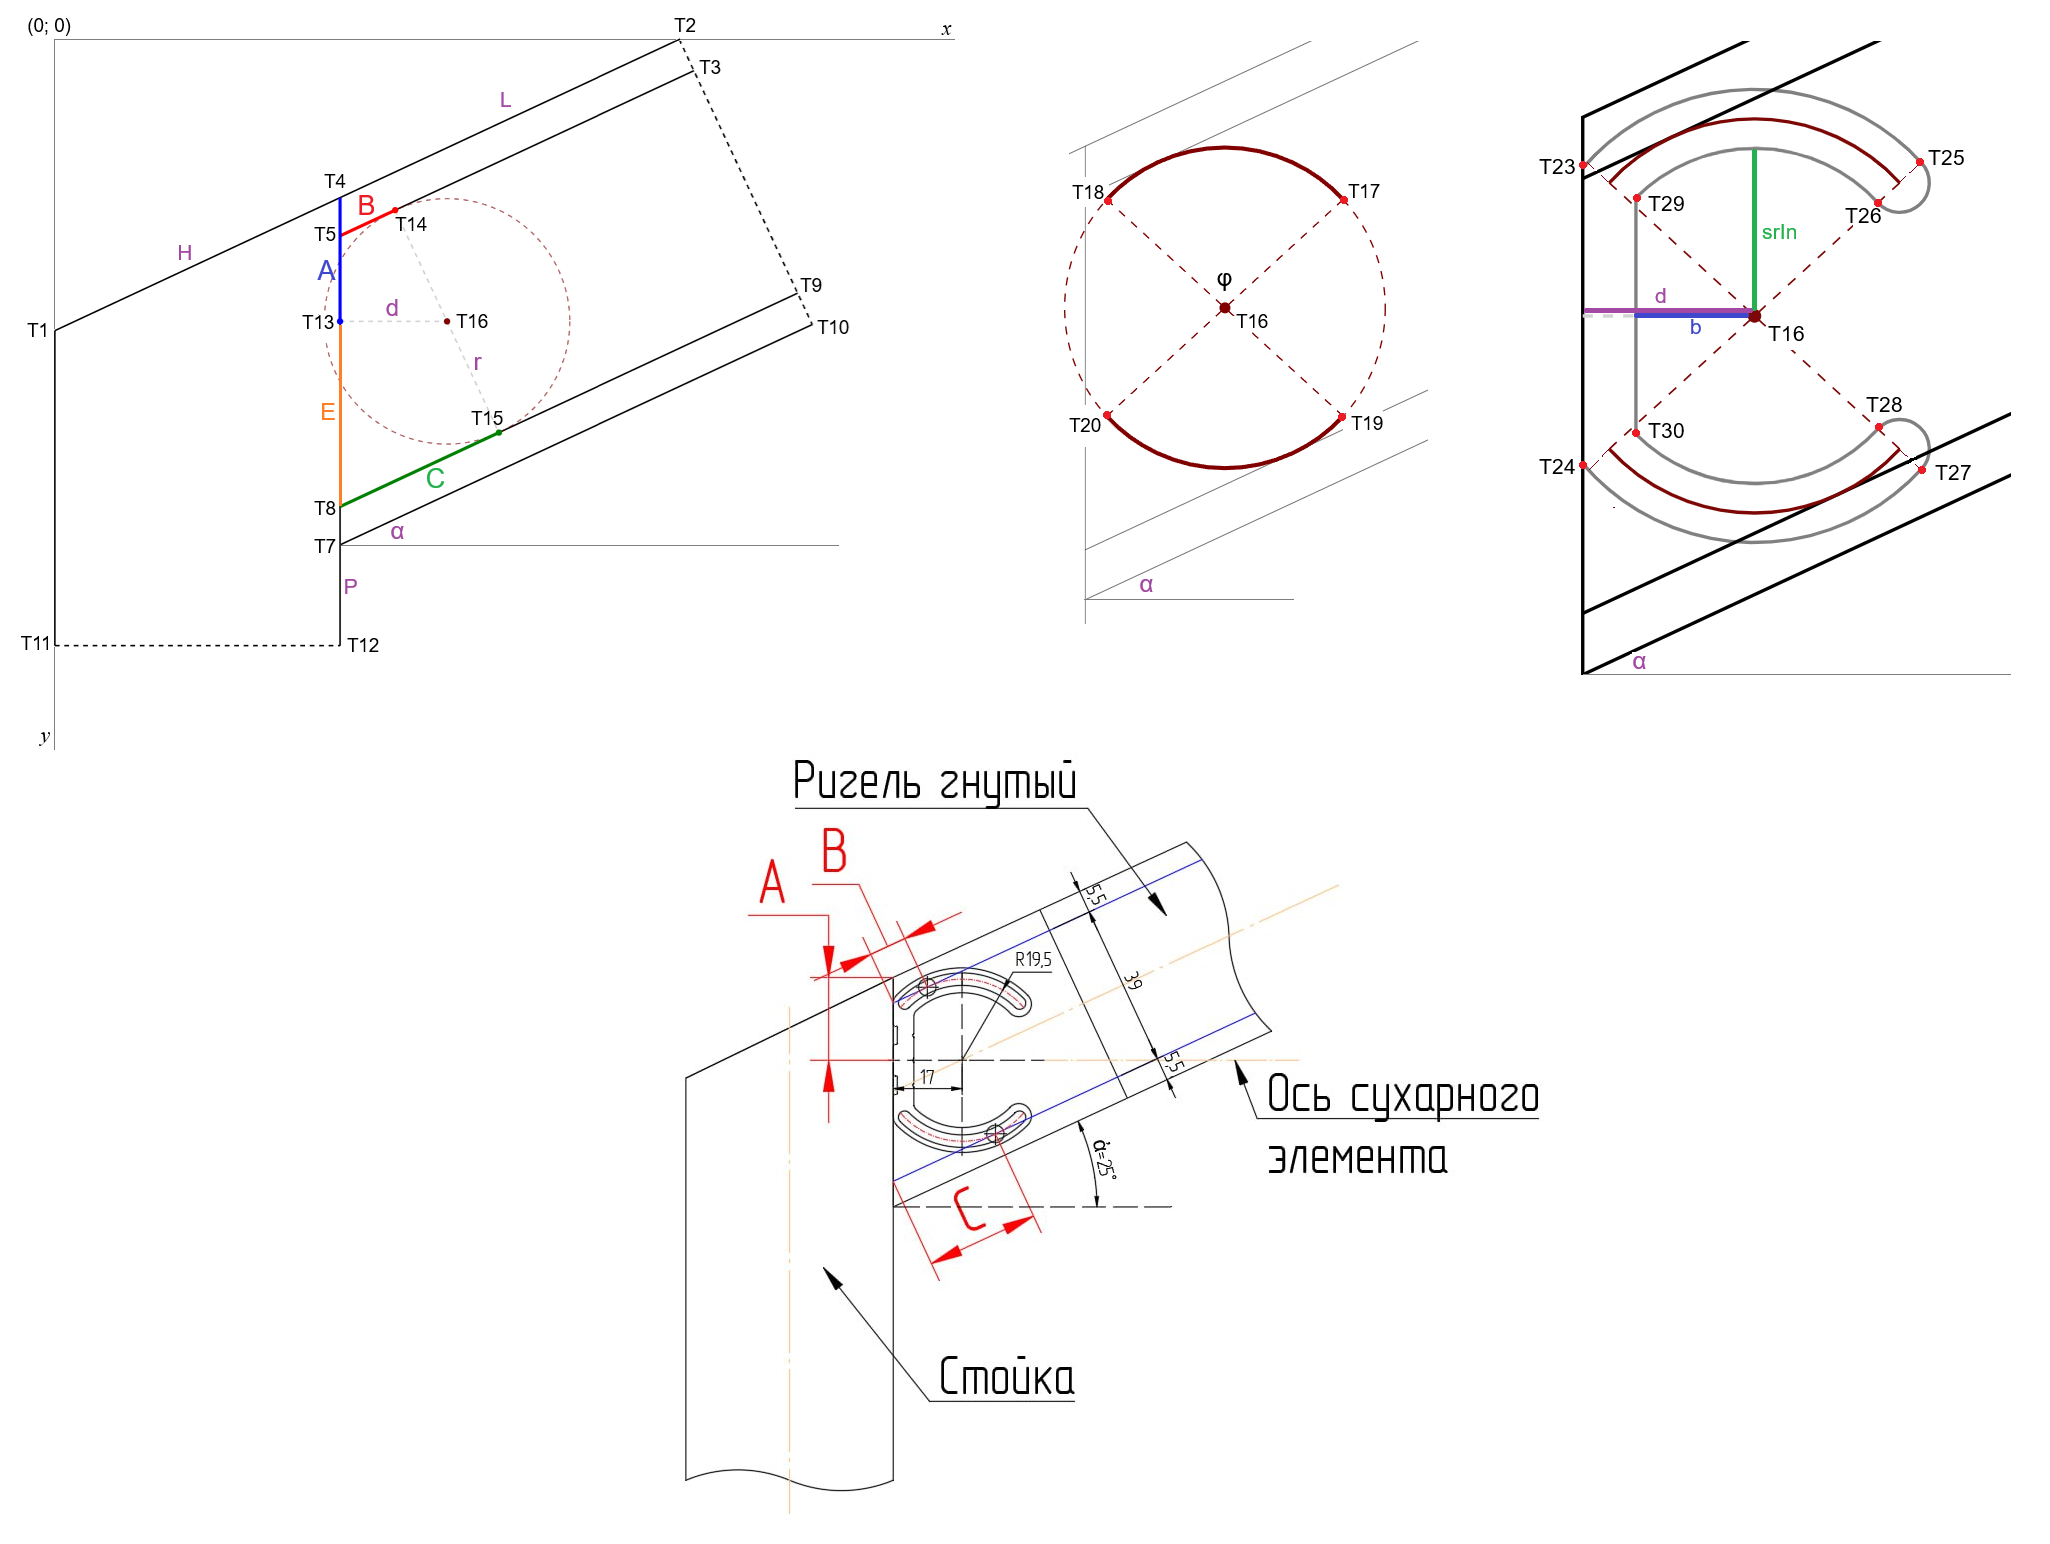 (0; 0)
T2
x
T3
L
T4
B
T14
T5
H
A
d
T13
T16
T9
T10
T1
r
E
T15
C
T8
α
T7
P
T11
T12
y
T18
T17
φ
T16
T20
T19
α
T23
T25
T29
T26
srIn
d
b
T16
T28
T30
T24
T27
α
Ригель гнутый
B
A
5,5
R19,5
39
5,5
17
Ось сухарного
элемента
α=25°
C
Стойка